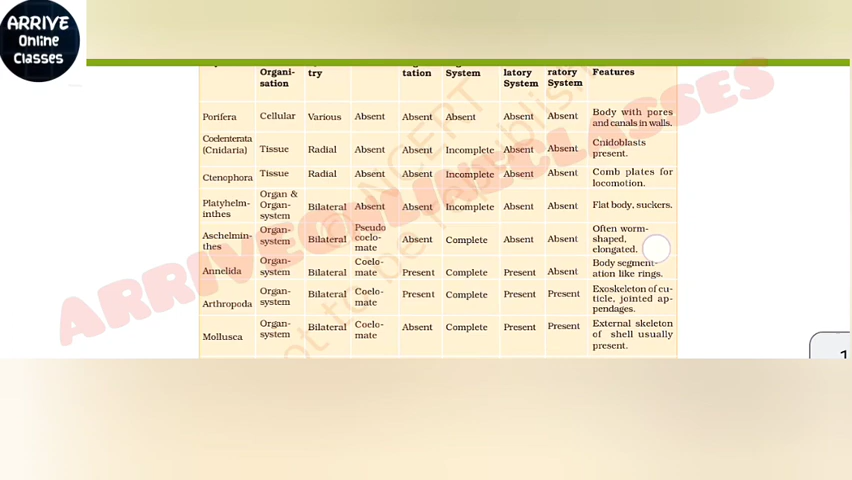 ARRIVE
Online
Classes
Organi-
sation
try
tation
System
latory
System
ratory
System
Features
Porifera Cellular Various Absent Absent Absent Absent Absent Body with pores
and canals in walls.
Coelenterata
(Cnidaria) Tissue Radial Absent Absent Incomplete Absent Absent Cnidoblasts
present.
Ctenophora Tissue Radial Absent Absent Incomplete Absent Absent Comb plates for
locomotion.
Platyhelm-
inthes Organ &
Organ-
system Bilateral Absent Absent Incomplete Absent Absent Flat body, suckers.
Aschelmin-
thes Organ-
system Bilateral Pseudo
coelo-
mate Absent Complete Absent Absent Often worm-
shaped,
elongated.
Annelida Organ-
system Bilateral Coelo-
mate Present Complete Present Absent Body segment-
ation like rings.
Arthropoda Organ-
system Bilateral Coelo-
mate Present Complete Present Present Exoskeleton of cu-
ticle, jointed ap-
pendages.
Mollusca Organ-
system Bilateral Coelo-
mate Absent Complete Present Present External skeleton
of shell usually
present.
ARRIVE ONLINE CLASSES
© NCERT
not to be republished
1